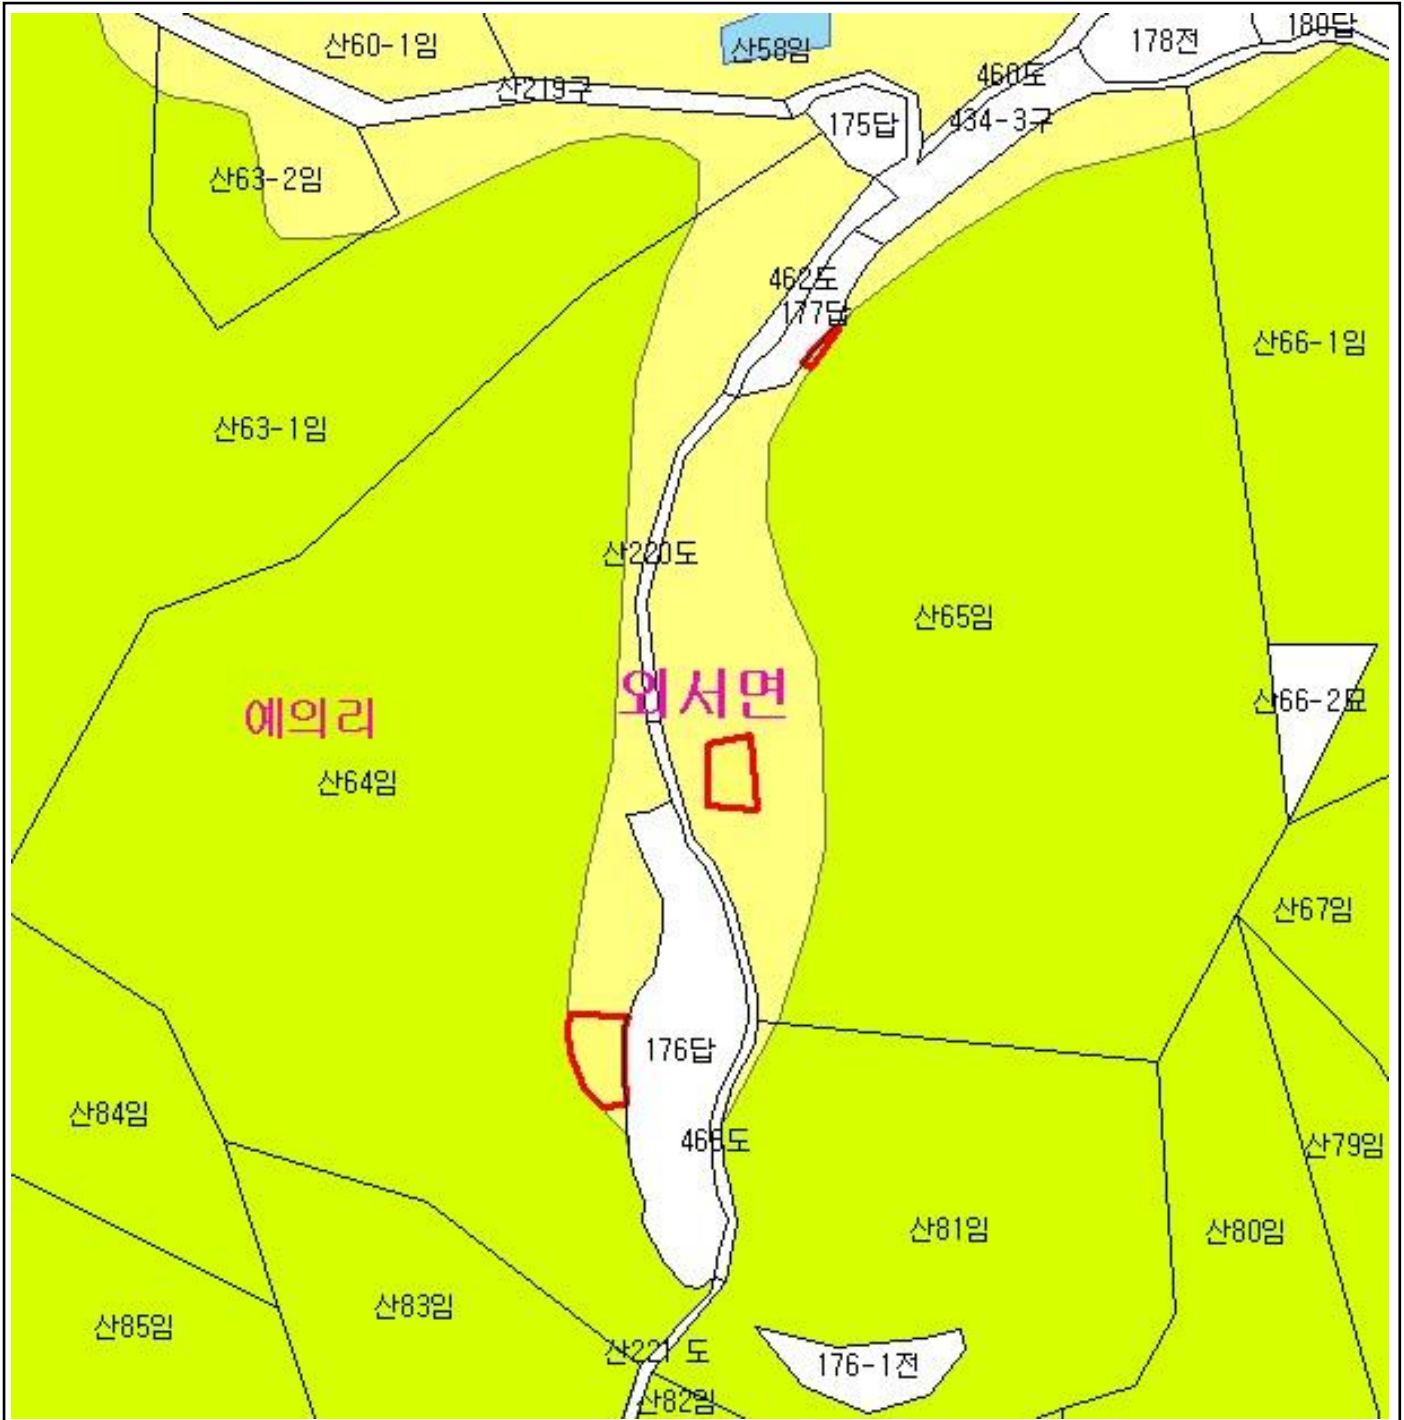 180답
산60-1임
178전
산58임
460도
산219구
175답
434-3구
산63-2임
462도
177답
산66-1임
산63-1임
산220도
산65임
외서면
산66-2묘
예의리
산64임
산67임
176답
산84임
산79임
산81임
산80임
산83임
산85임
산221 도
176-1전
산82임